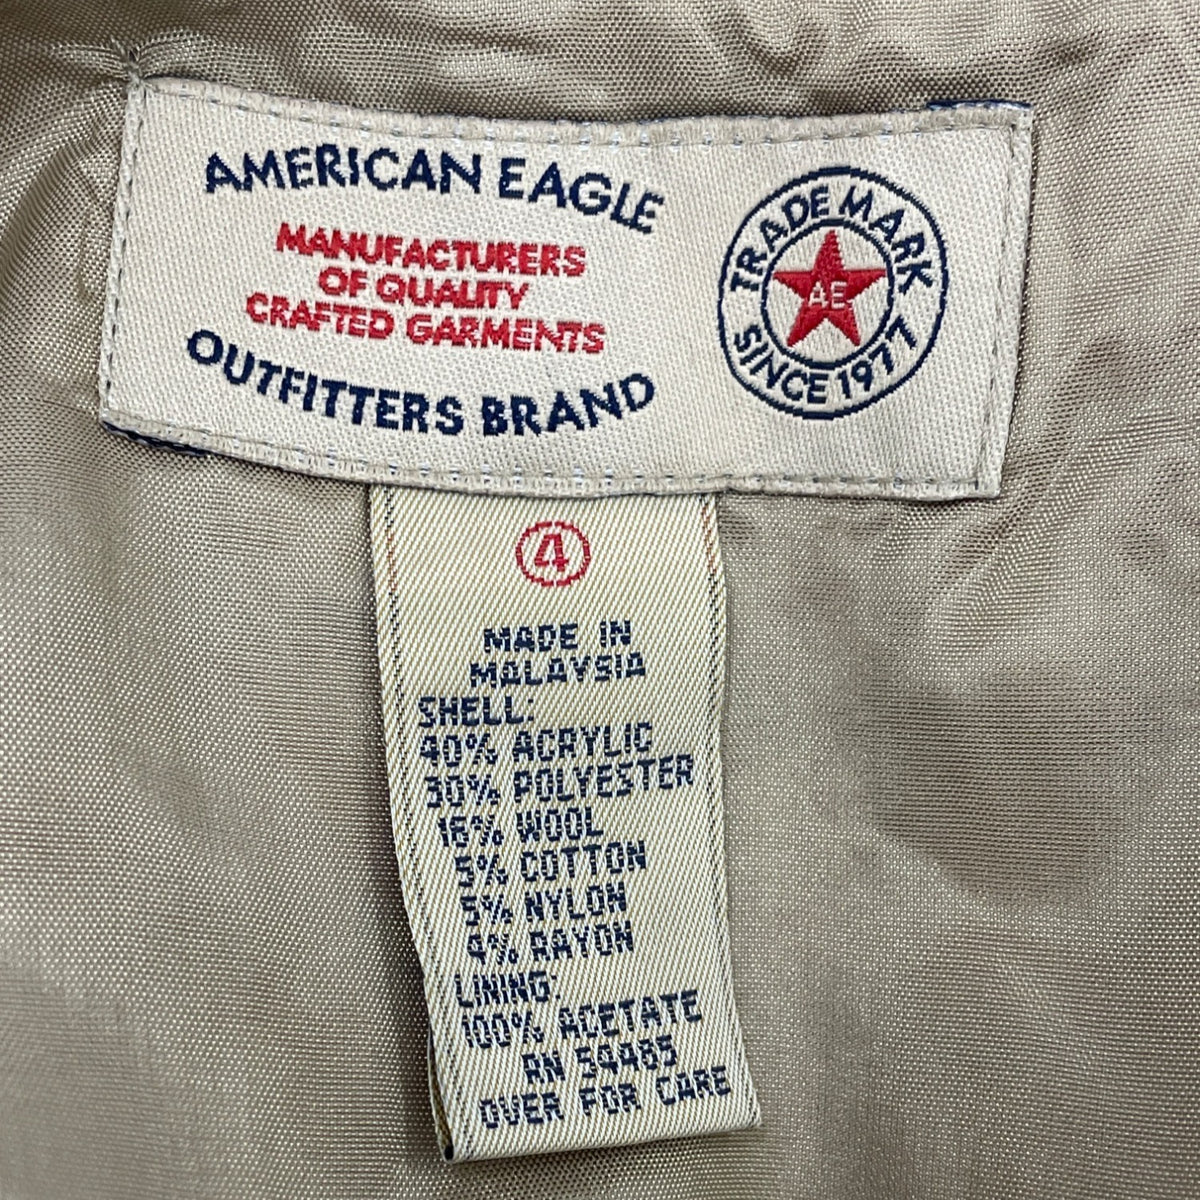 AMERICAN EAGLE
MANUFACTURERS
OF QUALITY
CRAFTED GARMENTS
OUTFITTERS BRAND
TRADE MARK
AE
SINCE 1977
4
MADE IN
MALAYSIA
SHELL:
40% ACRYLIC
30% POLYESTER
16% WOOL
5% COTTON
5% NYLON
4% RAYON
LINING:
100% ACETATE
RN 54485
OVER FOR CARE